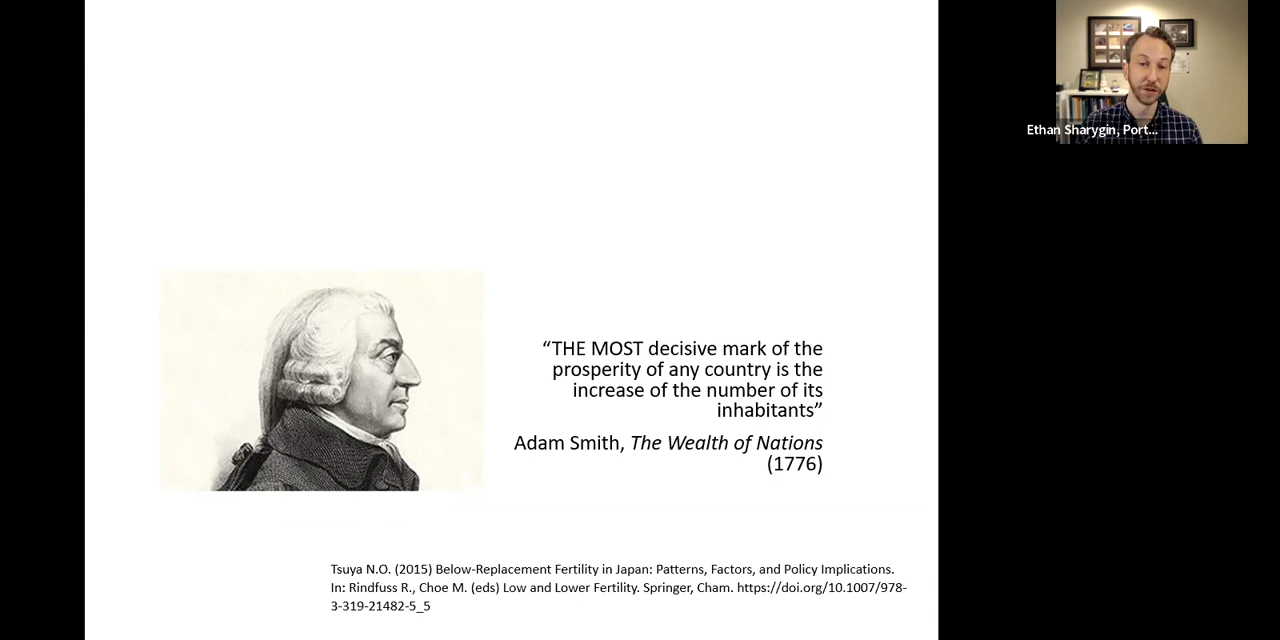 Ethan Sharygin, Port...
“THE MOST decisive mark of the
prosperity of any country is the
increase of the number of its
inhabitants”
Adam Smith, The Wealth of Nations
(1776)
Tsuya N.O. (2015) Below-Replacement Fertility in Japan: Patterns, Factors, and Policy Implications.
In: Rindfuss R., Choe M. (eds) Low and Lower Fertility. Springer, Cham. https://doi.org/10.1007/978-
3-319-21482-5_5